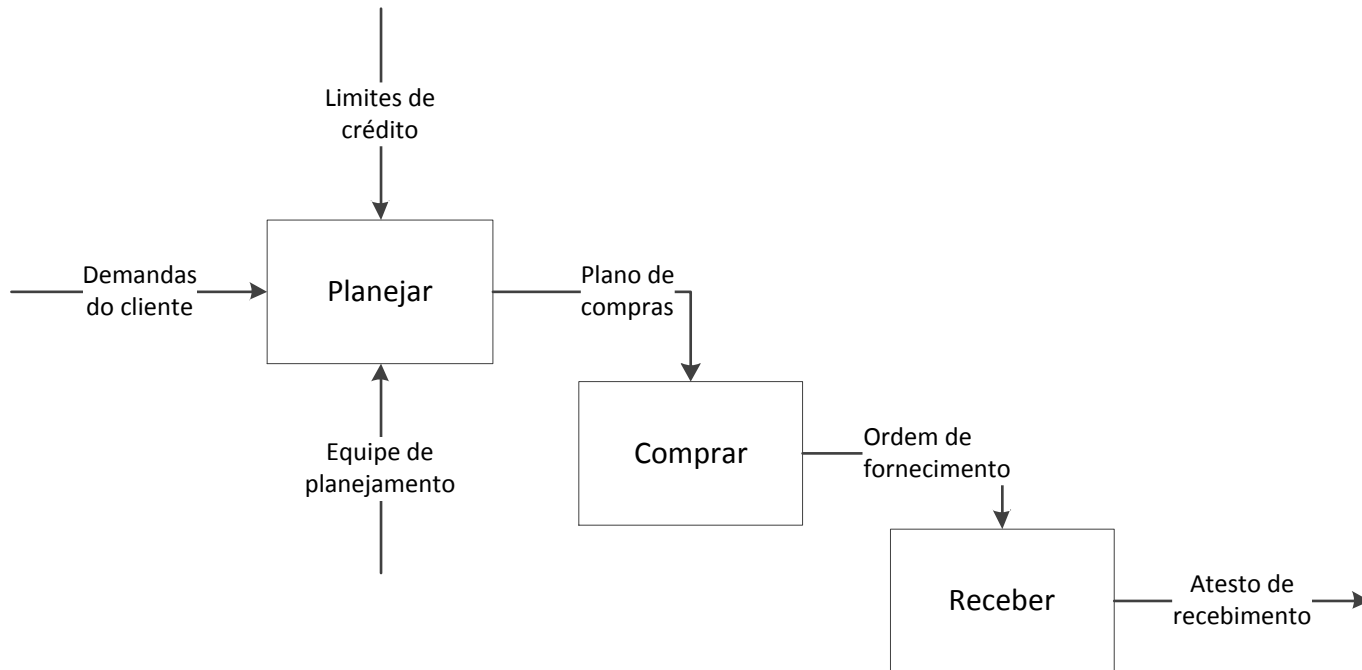 Limites de
crédito
Demandas
do cliente
Planejar
Plano de
compras
Equipe de
planejamento
Comprar
Ordem de
fornecimento
Receber
Atesto de
recebimento